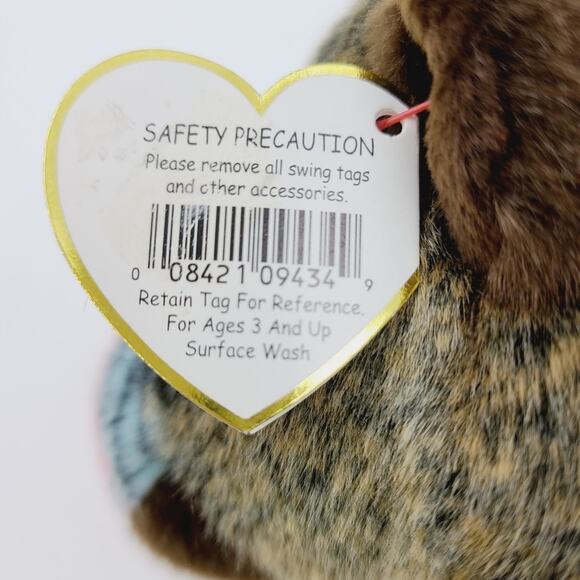 SAFETY PRECAUTION
Please remove all swing tags
and other accessories.
0 08421 09434 9
Retain Tag For Reference.
For Ages 3 And Up
Surface Wash